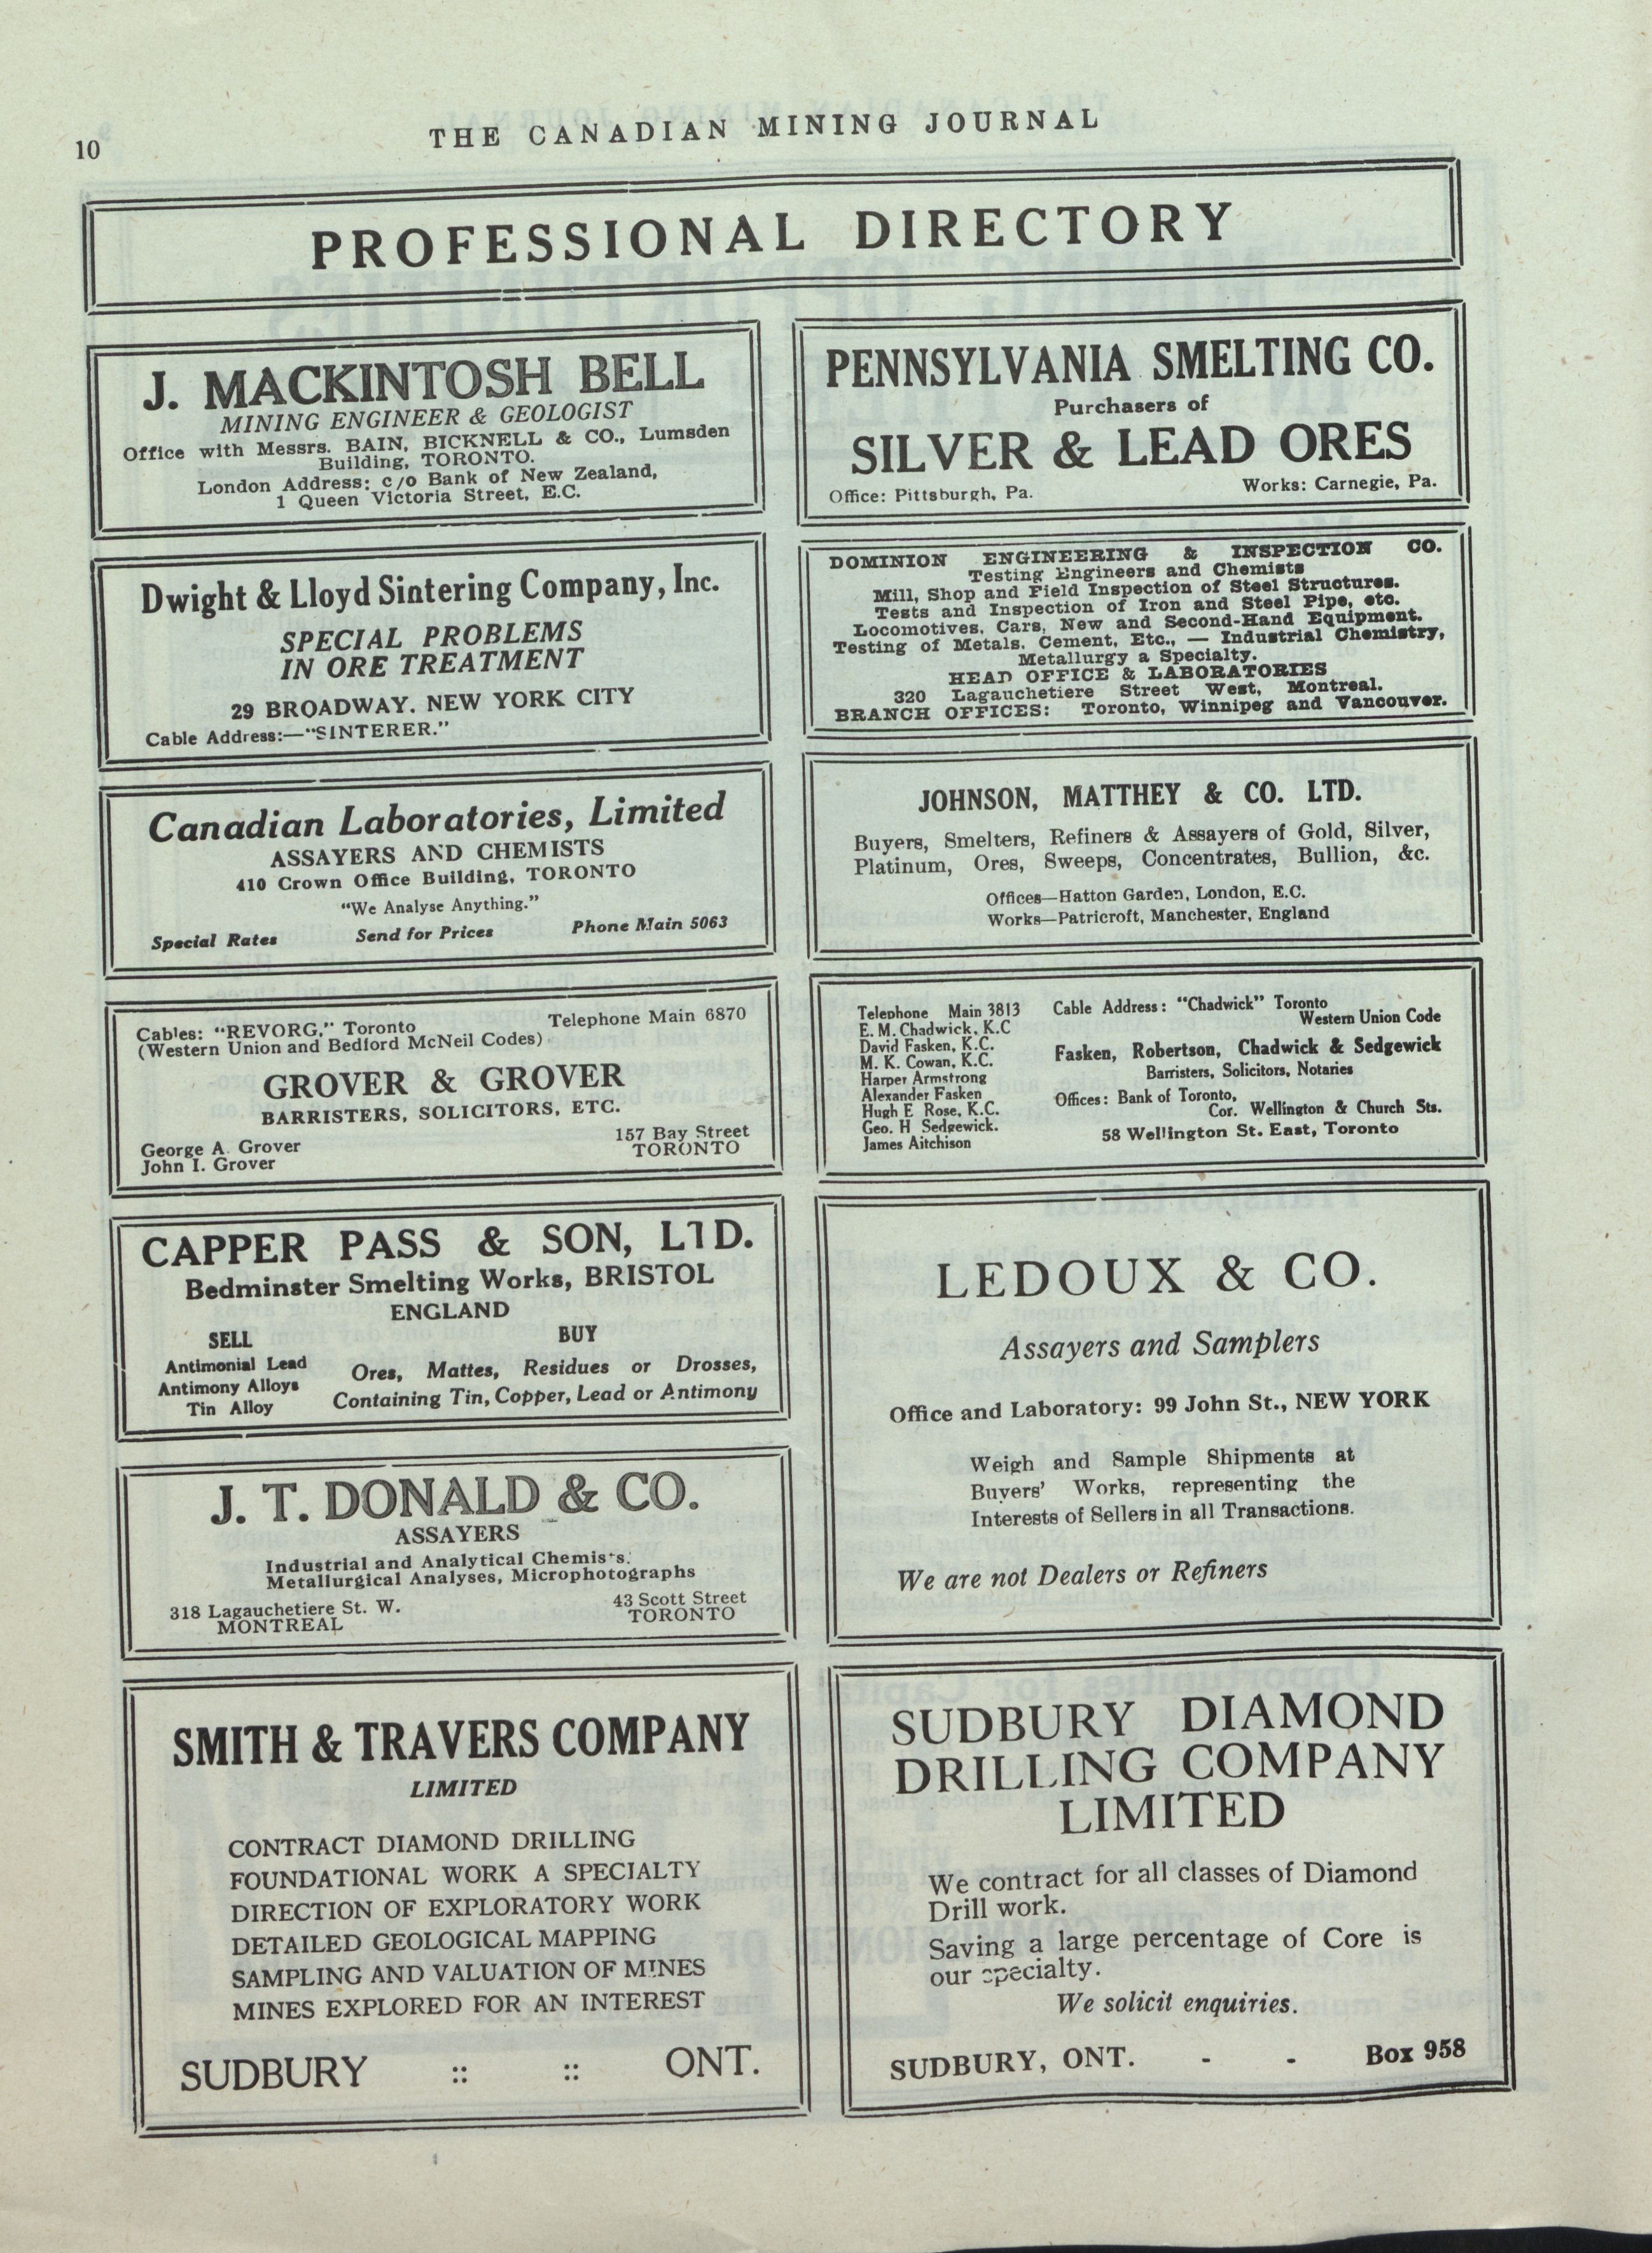 10
THE CANADIAN MINING JOURNAL
PROFESSIONAL DIRECTORY
J. MACKINTOSH BELL
MINING ENGINEER & GEOLOGIST
Office with Messrs. BAIN, BICKNELL & CO., Lumsden
Building, TORONTO.
London Address: c/o Bank of New Zealand,
1 Queen Victoria Street, E.C.
PENNSYLVANIA SMELTING CO.
Purchasers of
SILVER & LEAD ORES
Office: Pittsburgh, Pa. Works: Carnegie, Pa.
Dwight & Lloyd Sintering Company, Inc.
SPECIAL PROBLEMS
IN ORE TREATMENT
29 BROADWAY. NEW YORK CITY
Cable Address:—"SINTERER."
DOMINION ENGINEERING & INSPECTION CO.
Testing Engineers and Chemists
Mill, Shop and Field Inspection of Steel Structures.
Tests and Inspection of Iron and Steel Pipe, etc.
Locomotives, Cars, New and Second-Hand Equipment.
Testing of Metals, Cement, Etc., — Industrial Chemistry,
Metallurgy a Specialty.
HEAD OFFICE & LABORATORIES
320 Lagauchetiere Street West, Montreal.
BRANCH OFFICES: Toronto, Winnipeg and Vancouver.
Canadian Laboratories, Limited
ASSAYERS AND CHEMISTS
410 Crown Office Building, TORONTO
"We Analyse Anything."
Special Rates Send for Prices Phone Main 5063
JOHNSON, MATTHEY & CO. LTD.
Buyers, Smelters, Refiners & Assayers of Gold, Silver,
Platinum, Ores, Sweeps, Concentrates, Bullion, &c.
Offices—Hatton Garden, London, E.C.
Works—Patricroft, Manchester, England
Cables: "REVORG," Toronto Telephone Main 6870
(Western Union and Bedford McNeil Codes)
GROVER & GROVER
BARRISTERS, SOLICITORS, ETC.
George A. Grover 157 Bay Street
John I. Grover TORONTO
Telephone Main 3813
E. M. Chadwick, K.C
David Fasken, K.C.
M. K. Cowan, K.C.
Harper Armstrong
Alexander Fasken
Hugh E Rose, K.C.
Geo. H Sedgewick.
James Aitchison
Cable Address: "Chadwick" Toronto
Western Union Code
Fasken, Robertson, Chadwick & Sedgewick
Barristers, Solicitors, Notaries
Offices: Bank of Toronto,
Cor. Wellington & Church Sts.
58 Wellington St. East, Toronto
CAPPER PASS & SON, LTD.
Bedminster Smelting Works, BRISTOL
ENGLAND
SELL BUY
Antimonial Lead
Antimony Alloys
Tin Alloy
Ores, Mattes, Residues or Drosses,
Containing Tin, Copper, Lead or Antimony
LEDOUX & CO.
Assayers and Samplers
Office and Laboratory: 99 John St., NEW YORK
Weigh and Sample Shipments at
Buyers' Works, representing the
Interests of Sellers in all Transactions.
We are not Dealers or Refiners
J. T. DONALD & CO.
ASSAYERS
Industrial and Analytical Chemists.
Metallurgical Analyses, Microphotographs
318 Lagauchetiere St. W. 43 Scott Street
MONTREAL TORONTO
SMITH & TRAVERS COMPANY
LIMITED
CONTRACT DIAMOND DRILLING
FOUNDATIONAL WORK A SPECIALTY
DIRECTION OF EXPLORATORY WORK
DETAILED GEOLOGICAL MAPPING
SAMPLING AND VALUATION OF MINES
MINES EXPLORED FOR AN INTEREST
SUDBURY :: :: ONT.
SUDBURY DIAMOND
DRILLING COMPANY
LIMITED
We contract for all classes of Diamond
Drill work.
Saving a large percentage of Core is
our specialty.
We solicit enquiries.
SUDBURY, ONT. - - Box 958